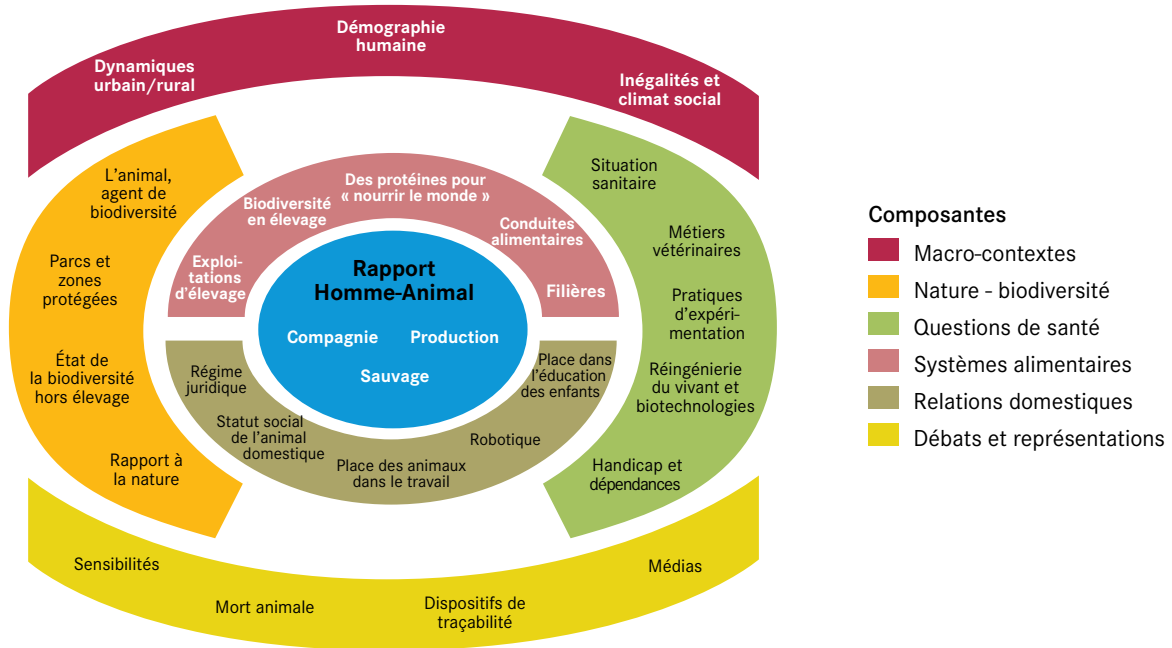 Démographie
humaine
Dynamiques
urbain/rural
Inégalités et
climat social
L'animal,
agent de
biodiversité
Parcs et
zones
protégées
État de
la biodiversité
hors élevage
Rapport à
la nature
Exploi-
tations
d'élevage
Biodiversité
en élevage
Des protéines pour
« nourrir le monde »
Conduites
alimentaires
Filières
Rapport
Homme-Animal
Compagnie
Production
Sauvage
Régime
juridique
Statut social
de l'animal
domestique
Place des animaux
dans le travail
Robotique
Place dans
l'éducation
des enfants
Situation
sanitaire
Métiers
vétérinaires
Pratiques
d'expéri-
mentation
Réingénierie
du vivant et
biotechnologies
Handicap et
dépendances
Sensibilités
Mort animale
Dispositifs de
traçabilité
Médias
Composantes
Macro-contextes
Nature - biodiversité
Questions de santé
Systèmes alimentaires
Relations domestiques
Débats et représentations